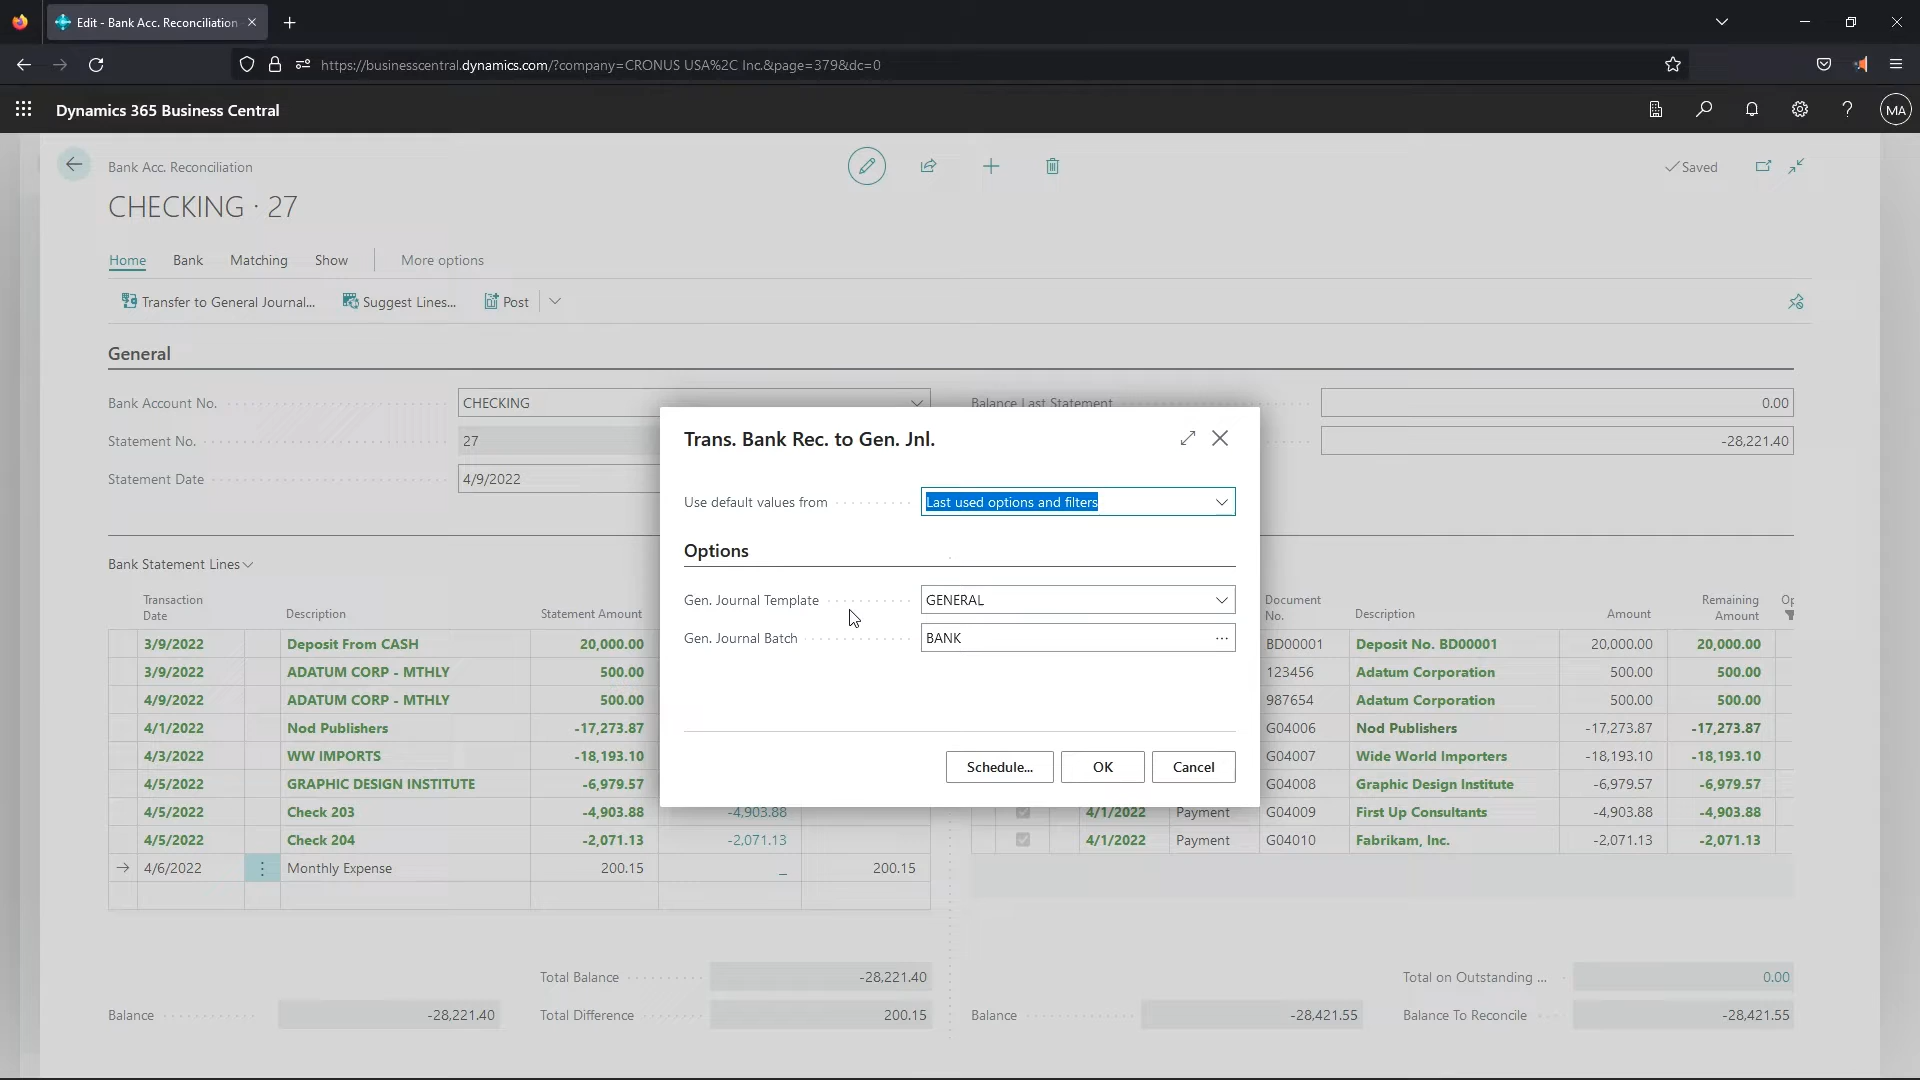 Edit - Bank Acc. Reconciliation
https://businesscentral.dynamics.com/?company=CRONUS USA%2C Inc.&page=379&dc=0
Dynamics 365 Business Central
MA
Bank Acc. Reconciliation
Saved
CHECKING · 27
Home Bank Matching Show More options
Transfer to General Journal... Suggest Lines... Post
General
Bank Account No. CHECKING Balance Last Statement 0.00
Statement No. 27 -28,221.40
Statement Date 4/9/2022
Trans. Bank Rec. to Gen. Jnl.
Use default values from Last used options and filters
Options
Gen. Journal Template GENERAL
Gen. Journal Batch BANK
Schedule... OK Cancel
Bank Statement Lines
Transaction Date Description Statement Amount
3/9/2022 Deposit From CASH 20,000.00
3/9/2022 ADATUM CORP - MTHLY 500.00
4/9/2022 ADATUM CORP - MTHLY 500.00
4/1/2022 Nod Publishers -17,273.87
4/3/2022 WW IMPORTS -18,193.10
4/5/2022 GRAPHIC DESIGN INSTITUTE -6,979.57
4/5/2022 Check 203 -4,903.88 -4,903.88
4/5/2022 Check 204 -2,071.13 -2,071.13
4/6/2022 Monthly Expense 200.15 _ 200.15
Document No. Description Amount Remaining Amount Op
BD00001 Deposit No. BD00001 20,000.00 20,000.00
123456 Adatum Corporation 500.00 500.00
987654 Adatum Corporation 500.00 500.00
G04006 Nod Publishers -17,273.87 -17,273.87
G04007 Wide World Importers -18,193.10 -18,193.10
G04008 Graphic Design Institute -6,979.57 -6,979.57
4/1/2022 Payment G04009 First Up Consultants -4,903.88 -4,903.88
4/1/2022 Payment G04010 Fabrikam, Inc. -2,071.13 -2,071.13
Total Balance -28,221.40
Balance -28,221.40 Total Difference 200.15
Total on Outstanding ... 0.00
Balance -28,421.55 Balance To Reconcile -28,421.55